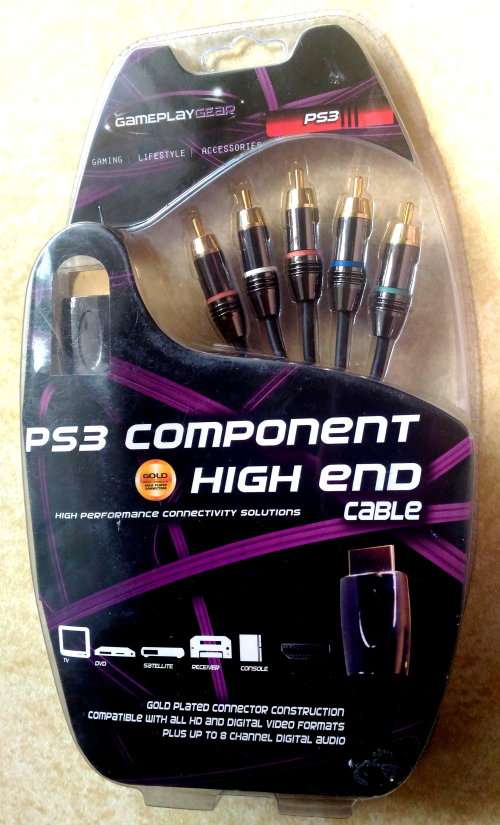 GAMEPLAYGEAR
PS3
GAMING | LIFESTYLE | ACCESSORIES
PS3 COMPONENT
GOLD
HIGH END
CABLE
HIGH PERFORMANCE CONNECTIVITY SOLUTIONS
TV
DVD
SATELLITE
RECEIVER
CONSOLE
GOLD PLATED CONNECTOR CONSTRUCTION
COMPATIBLE WITH ALL HD AND DIGITAL VIDEO FORMATS
PLUS UP TO 8 CHANNEL DIGITAL AUDIO